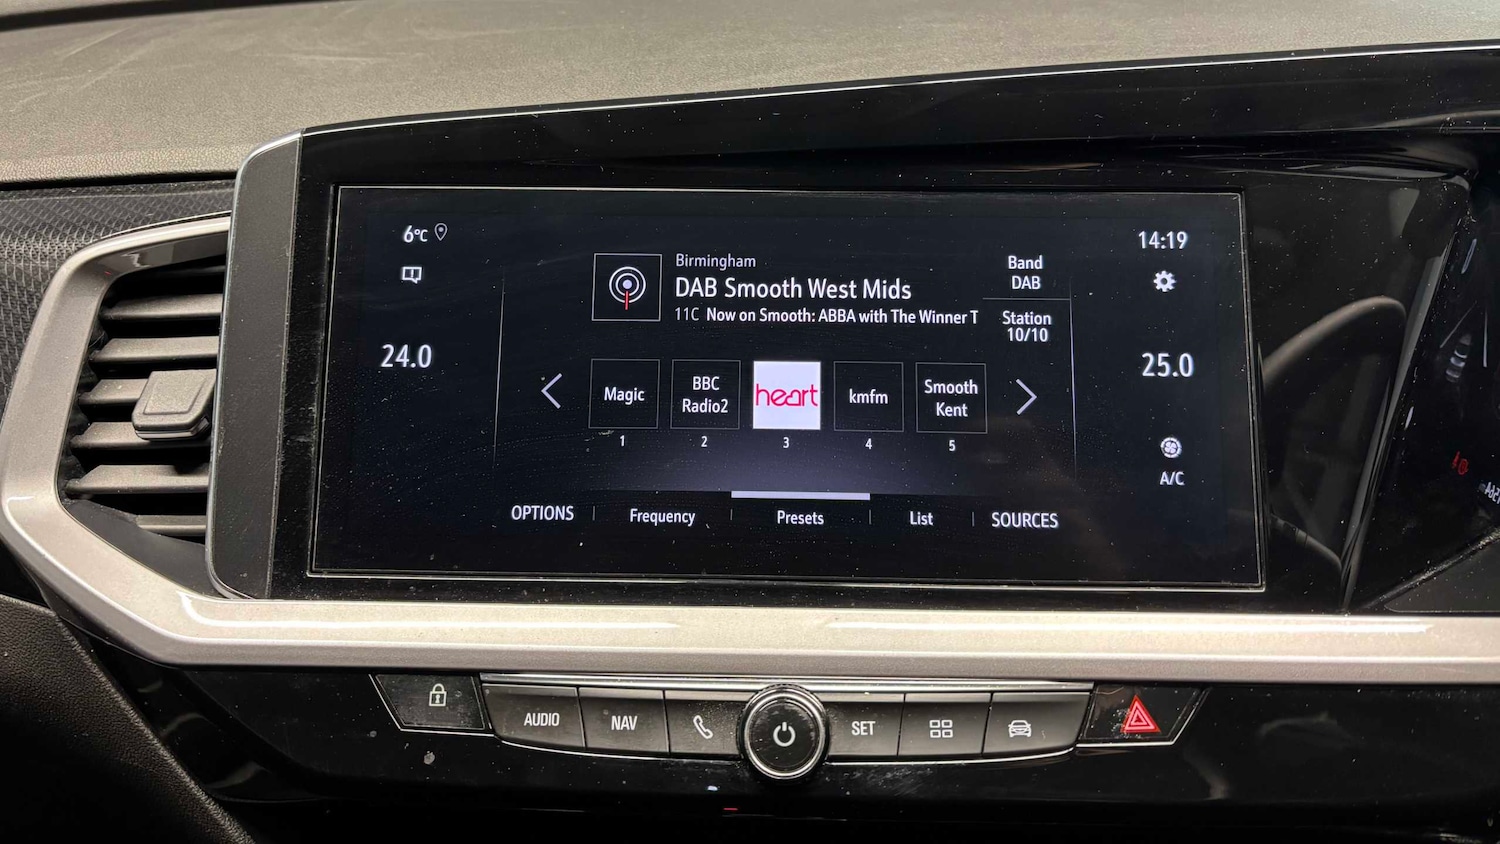 6°C
14:19
Birmingham
DAB Smooth West Mids
11C Now on Smooth: ABBA with The Winner T
Band
DAB
Station
10/10
24.0
25.0
Magic
BBC
Radio2
heart
kmfm
Smooth
Kent
1
2
3
4
5
A/C
OPTIONS
Frequency
Presets
List
SOURCES
AUDIO
NAV
SET